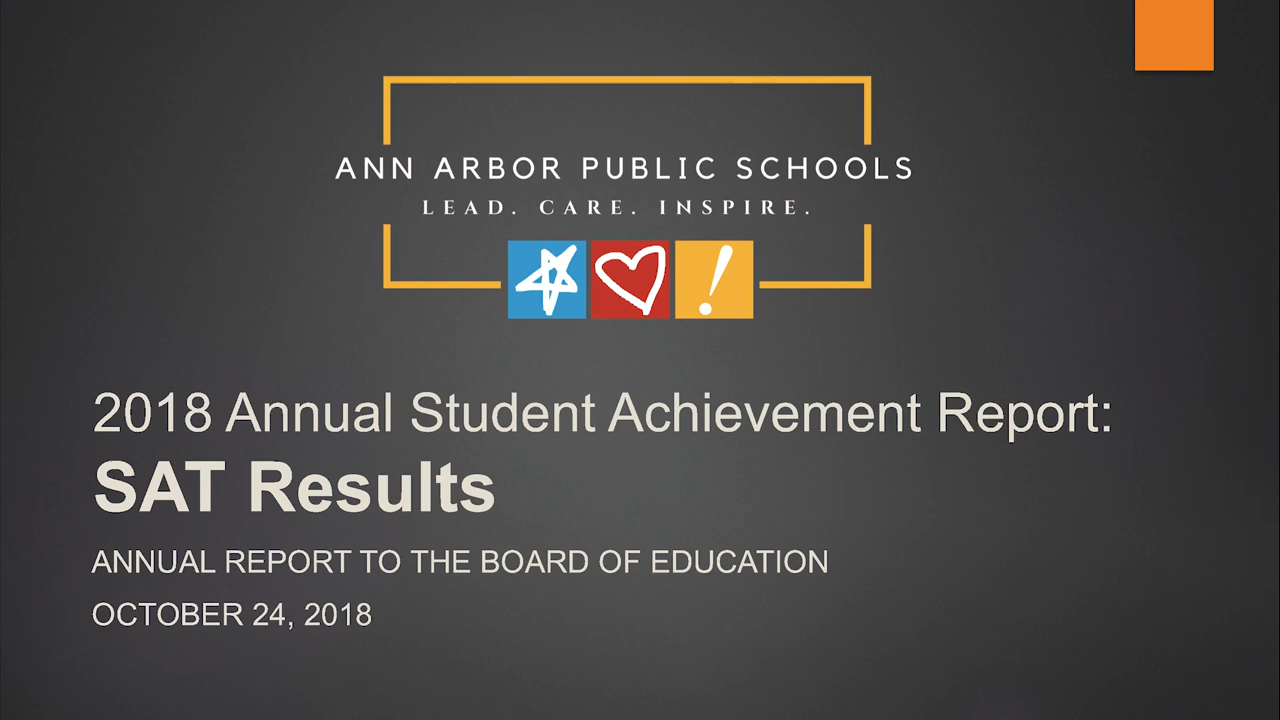 ANN ARBOR PUBLIC SCHOOLS
LEAD. CARE. INSPIRE.
!
2018 Annual Student Achievement Report:
SAT Results
ANNUAL REPORT TO THE BOARD OF EDUCATION
OCTOBER 24, 2018